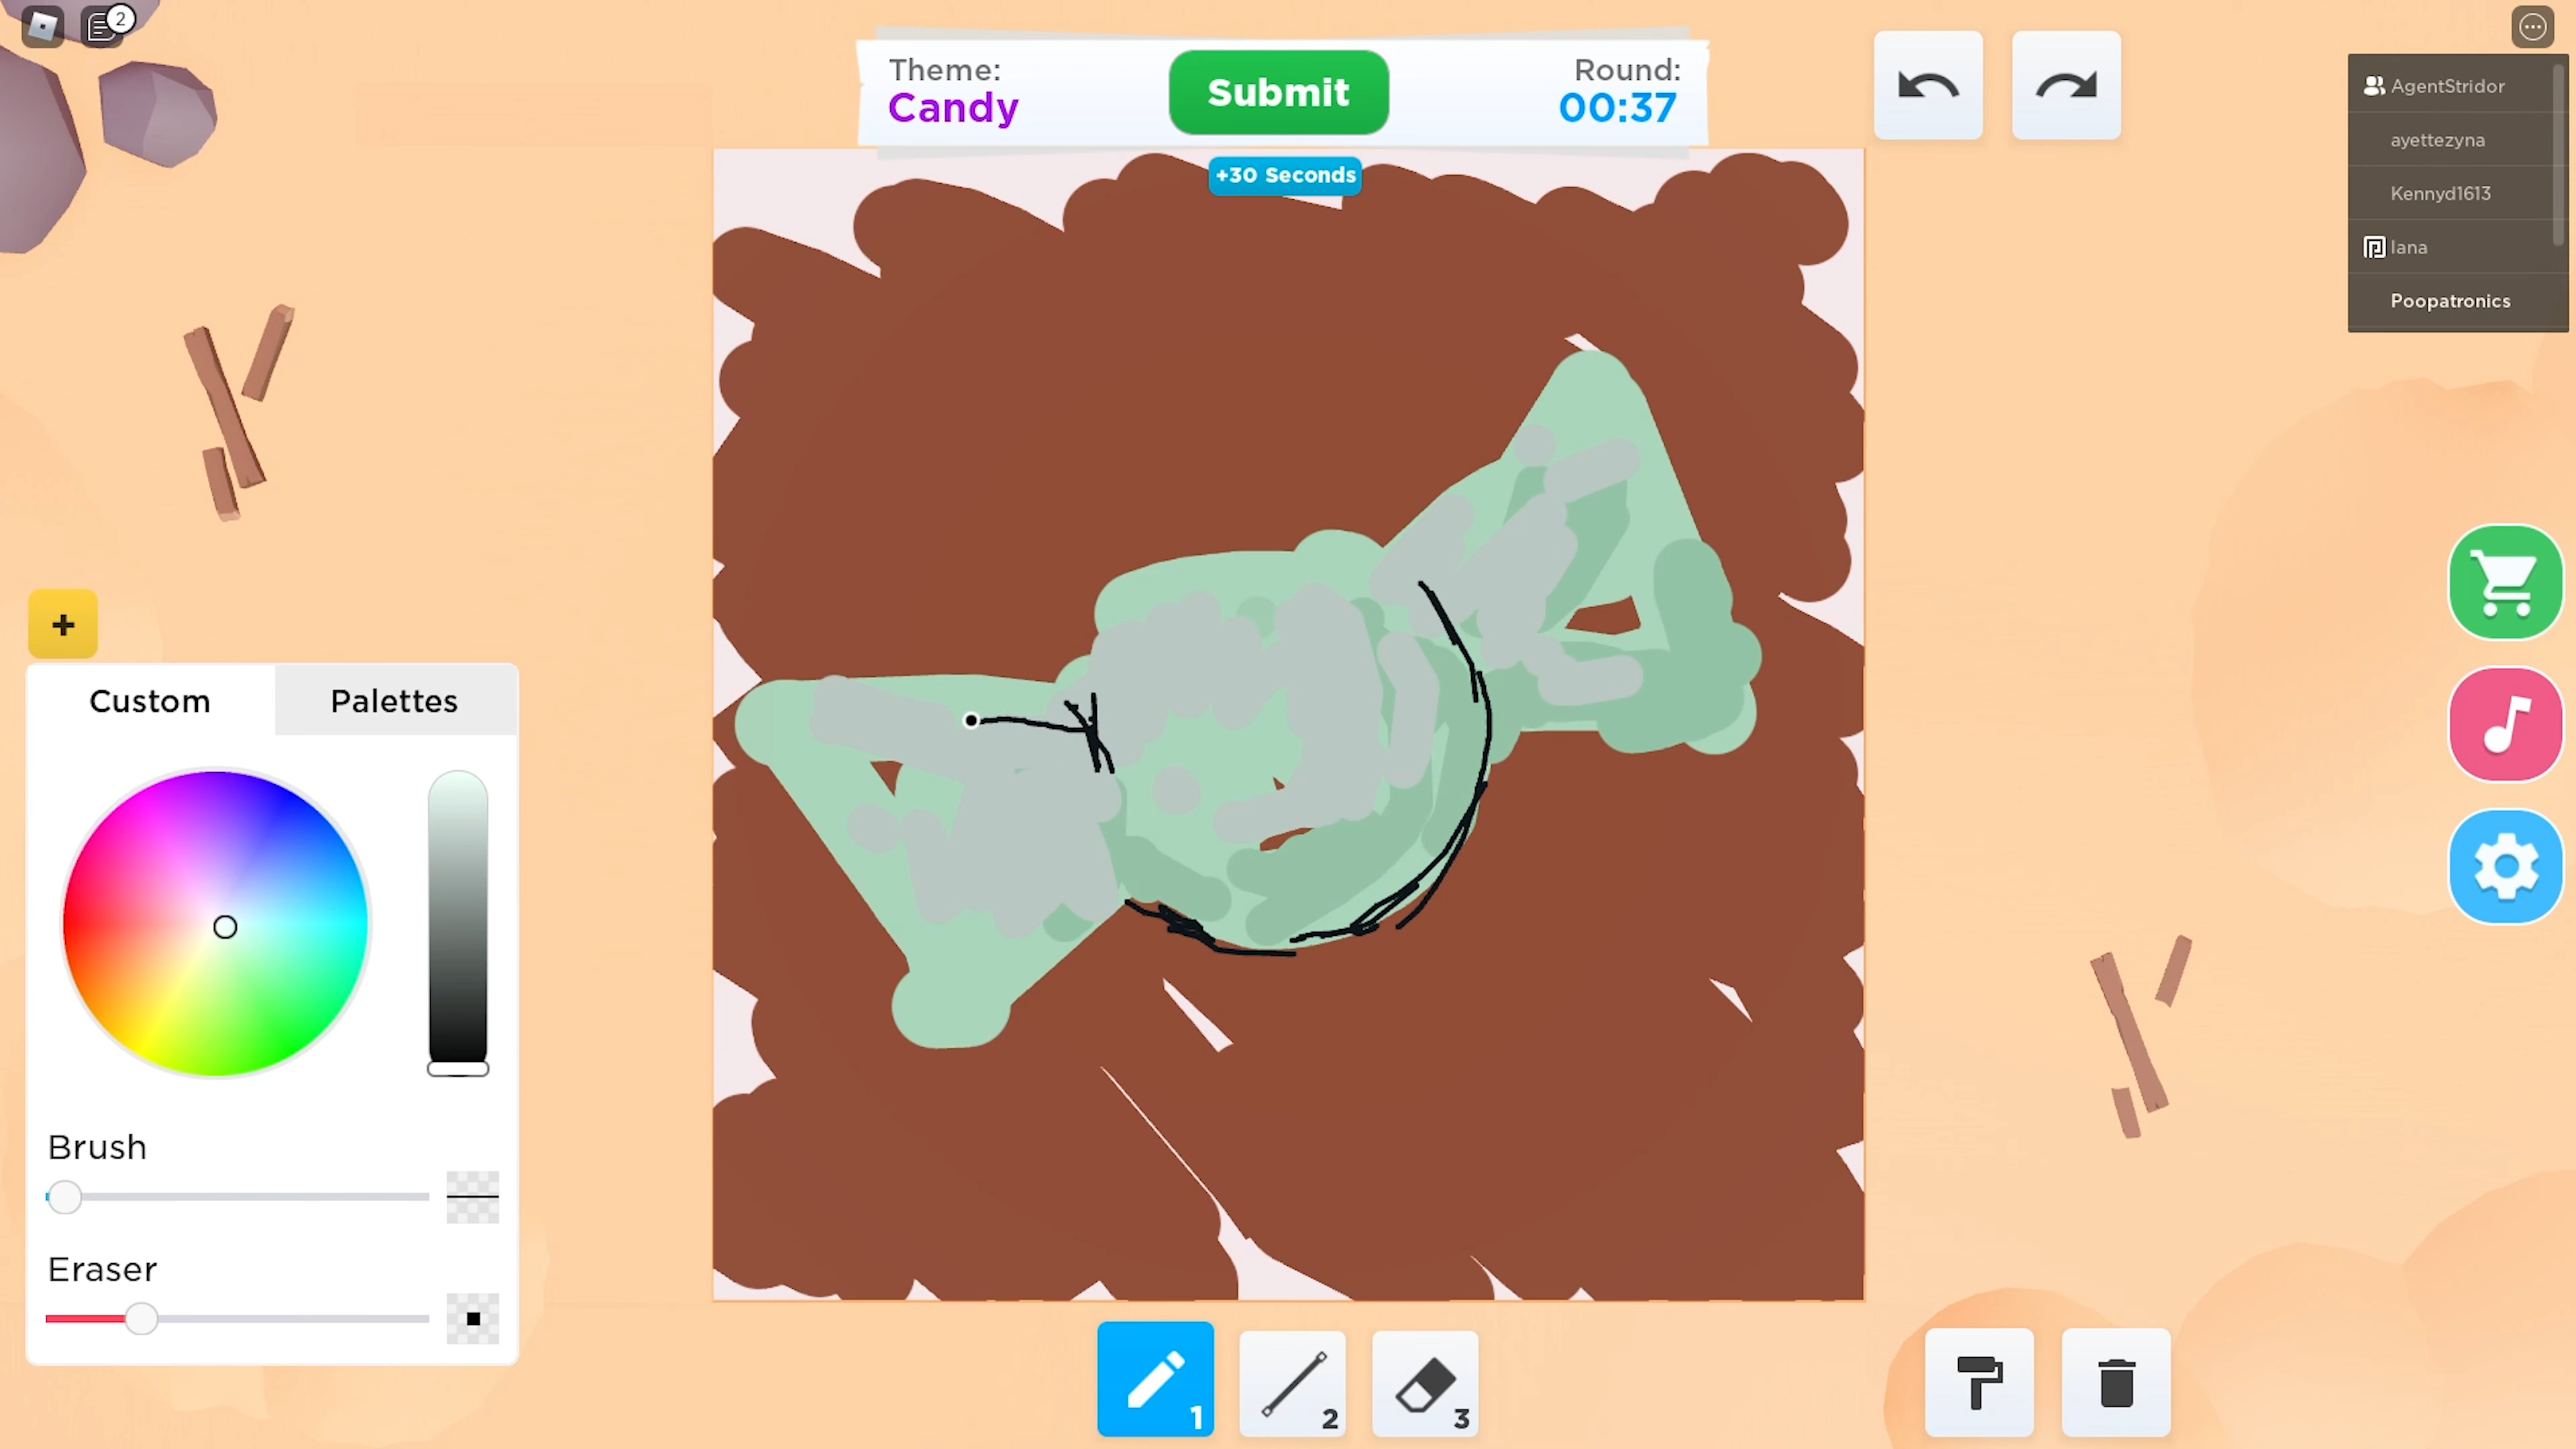 2
Theme:
Candy
Submit
Round:
00:37
+30 Seconds
AgentStridor
ayettezyna
Kennyd1613
lana
Poopatronics
+
Custom
Palettes
Brush
Eraser
1
2
3